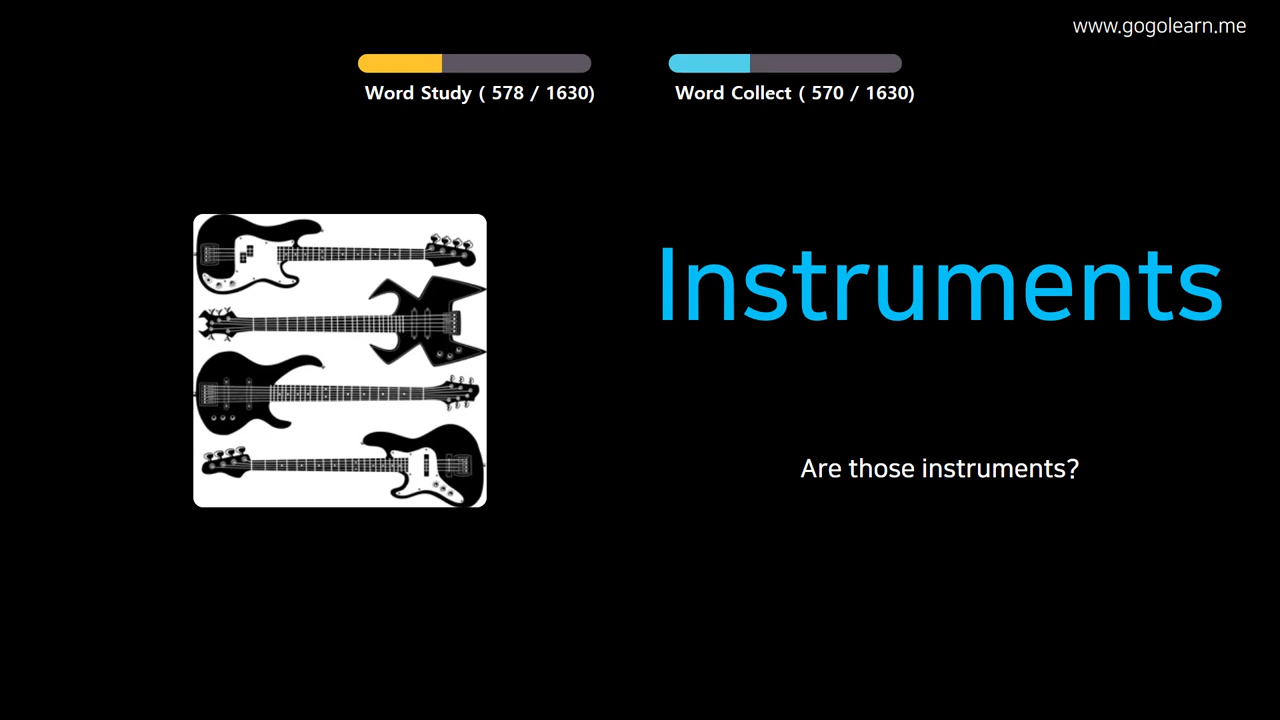 www.gogolearn.me
Word Study ( 578 / 1630)
Word Collect ( 570 / 1630)
Instruments
Are those instruments?